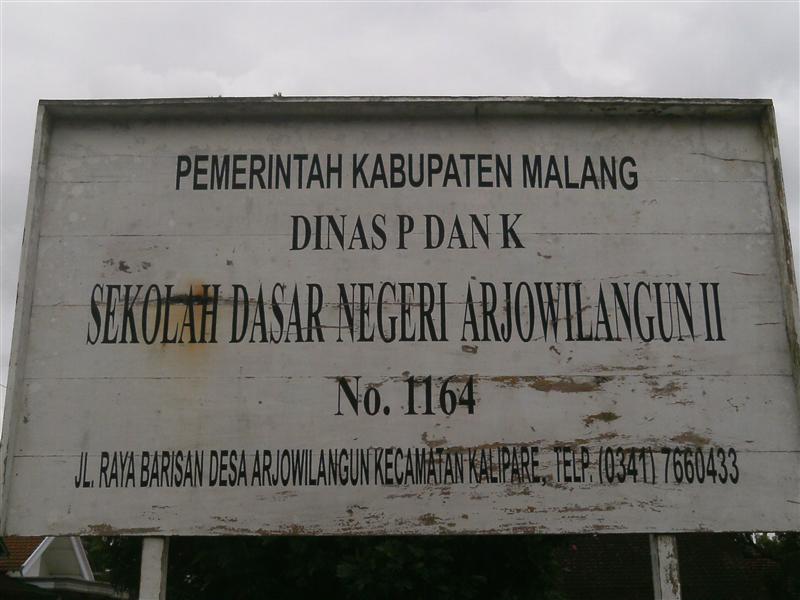 PEMERINTAH KABUPATEN MALANG
DINAS P DAN K
SEKOLAH DASAR NEGERI ARJOWILANGUN II
No. 1164
JL. RAYA BARISAN DESA ARJOWILANGUN KECAMATAN KALIPARE, TELP. (0341) 7660433